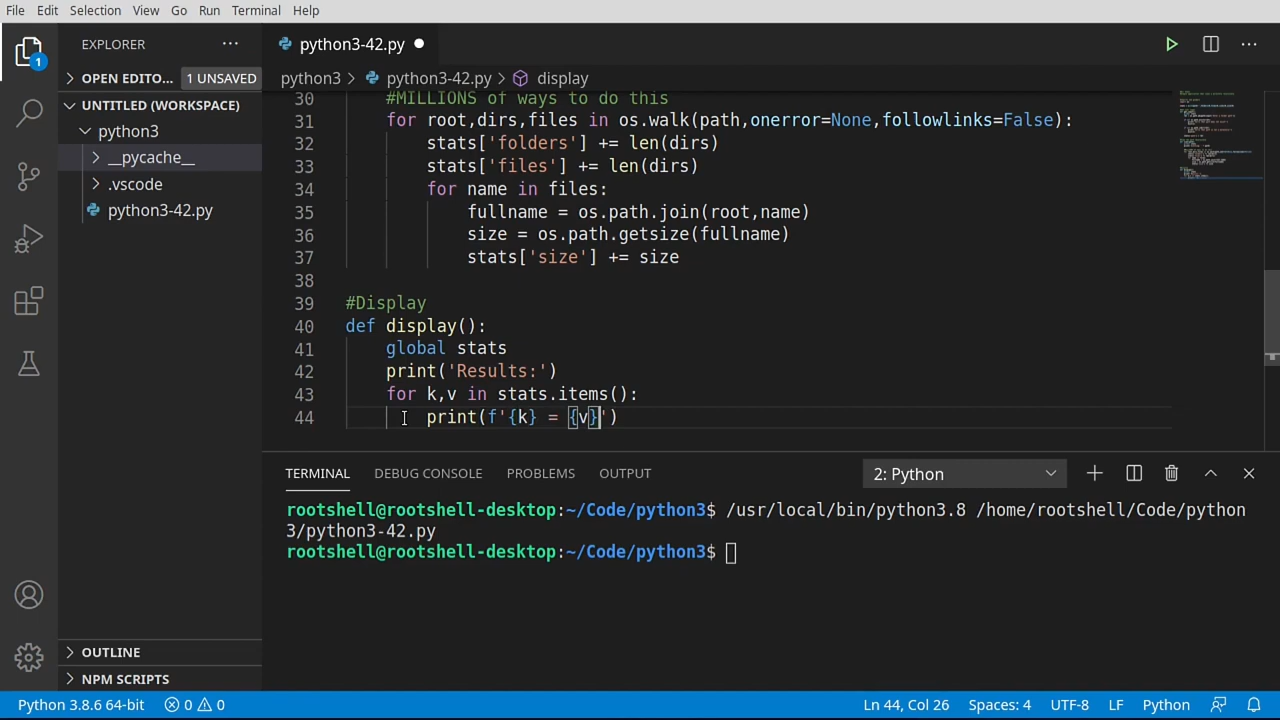 File Edit Selection View Go Run Terminal Help
EXPLORER ···
python3-42.py
1
OPEN EDITO... 1 UNSAVED
python3 > python3-42.py > display
UNTITLED (WORKSPACE)
python3
__pycache__
.vscode
python3-42.py
30 #MILLIONS of ways to do this
31 for root,dirs,files in os.walk(path,onerror=None,followlinks=False):
32 stats['folders'] += len(dirs)
33 stats['files'] += len(dirs)
34 for name in files:
35 fullname = os.path.join(root,name)
36 size = os.path.getsize(fullname)
37 stats['size'] += size
38
39 #Display
40 def display():
41 global stats
42 print('Results:')
43 for k,v in stats.items():
44 print(f'{k} = {v}')
TERMINAL DEBUG CONSOLE PROBLEMS OUTPUT 2: Python
rootshell@rootshell-desktop:~/Code/python3$ /usr/local/bin/python3.8 /home/rootshell/Code/python
3/python3-42.py
rootshell@rootshell-desktop:~/Code/python3$
OUTLINE
NPM SCRIPTS
Python 3.8.6 64-bit 0 0 Ln 44, Col 26 Spaces: 4 UTF-8 LF Python